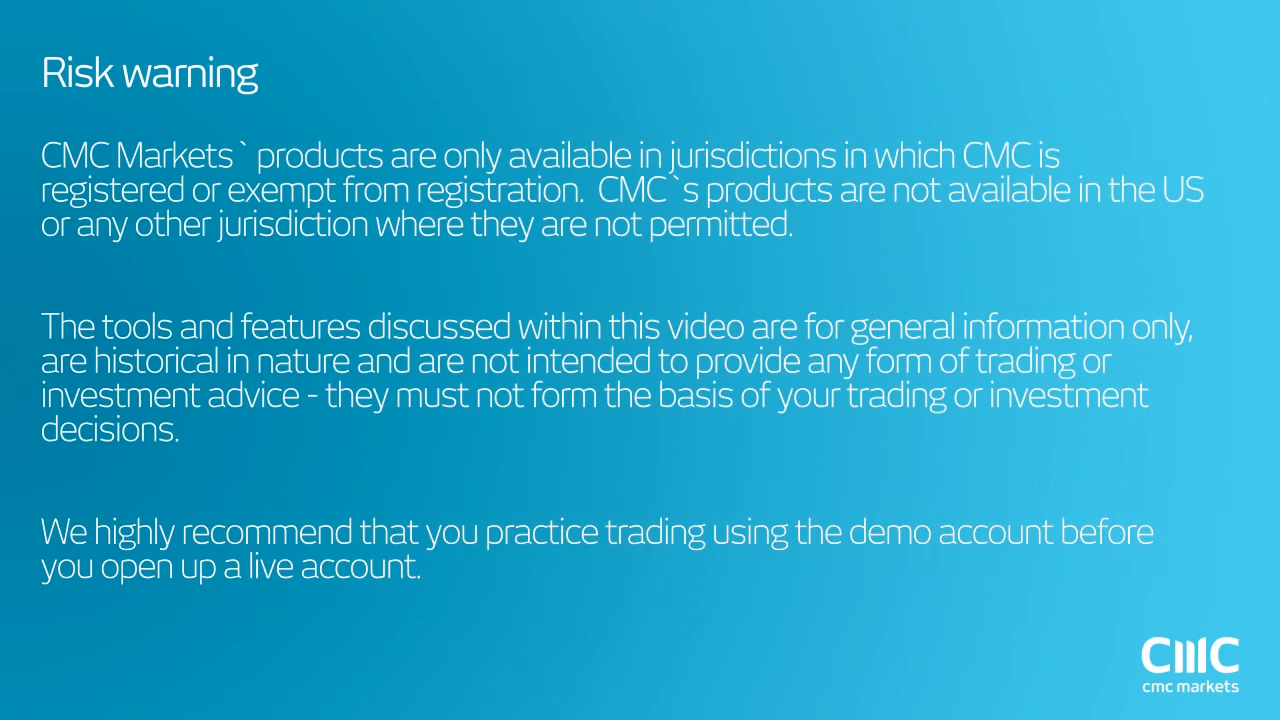 Risk warning
CMC Markets` products are only available in jurisdictions in which CMC is
registered or exempt from registration.  CMC`s products are not available in the US
or any other jurisdiction where they are not permitted.
The tools and features discussed within this video are for general information only,
are historical in nature and are not intended to provide any form of trading or
investment advice - they must not form the basis of your trading or investment
decisions.
We highly recommend that you practice trading using the demo account before
you open up a live account.
CMC
cmc markets